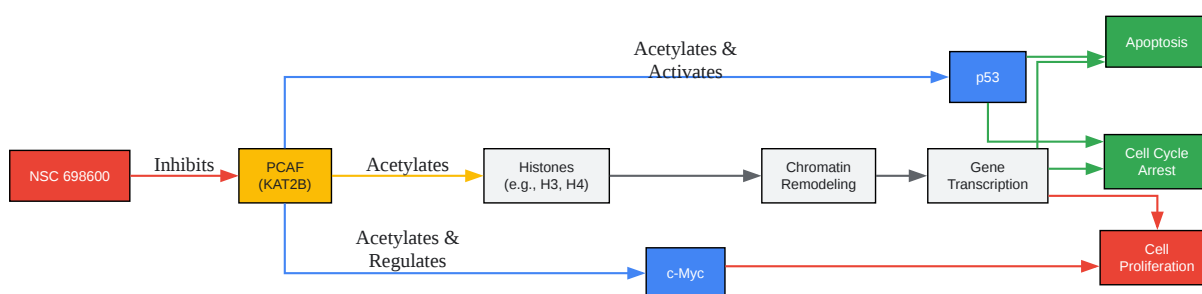 Acetylates &
Activates
Apoptosis
p53
NSC 698600
Inhibits
PCAF
(KAT2B)
Acetylates
Histones
(e.g., H3, H4)
Chromatin
Remodeling
Gene
Transcription
Cell Cycle
Arrest
Acetylates &
Regulates
c-Myc
Cell
Proliferation